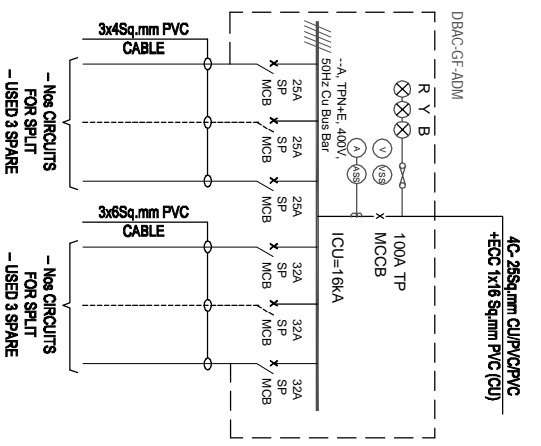 DBAC-GF-ADM
4C- 25Sq.mm CU/PVC/PVC
+ECC 1x16 Sq.mm PVC (CU)
R Y B
V
VSS
A
ASS
100A TP
MCCB
ICU=16kA
--A, TPN+E, 400V,
50Hz Cu Bus Bar
25A
SP
MCB
25A
SP
MCB
25A
SP
MCB
32A
SP
MCB
32A
SP
MCB
32A
SP
MCB
3x4Sq.mm PVC
CABLE
3x6Sq.mm PVC
CABLE
– Nos CIRCUITS
FOR SPLIT
– USED 3 SPARE
– Nos CIRCUITS
FOR SPLIT
– USED 3 SPARE